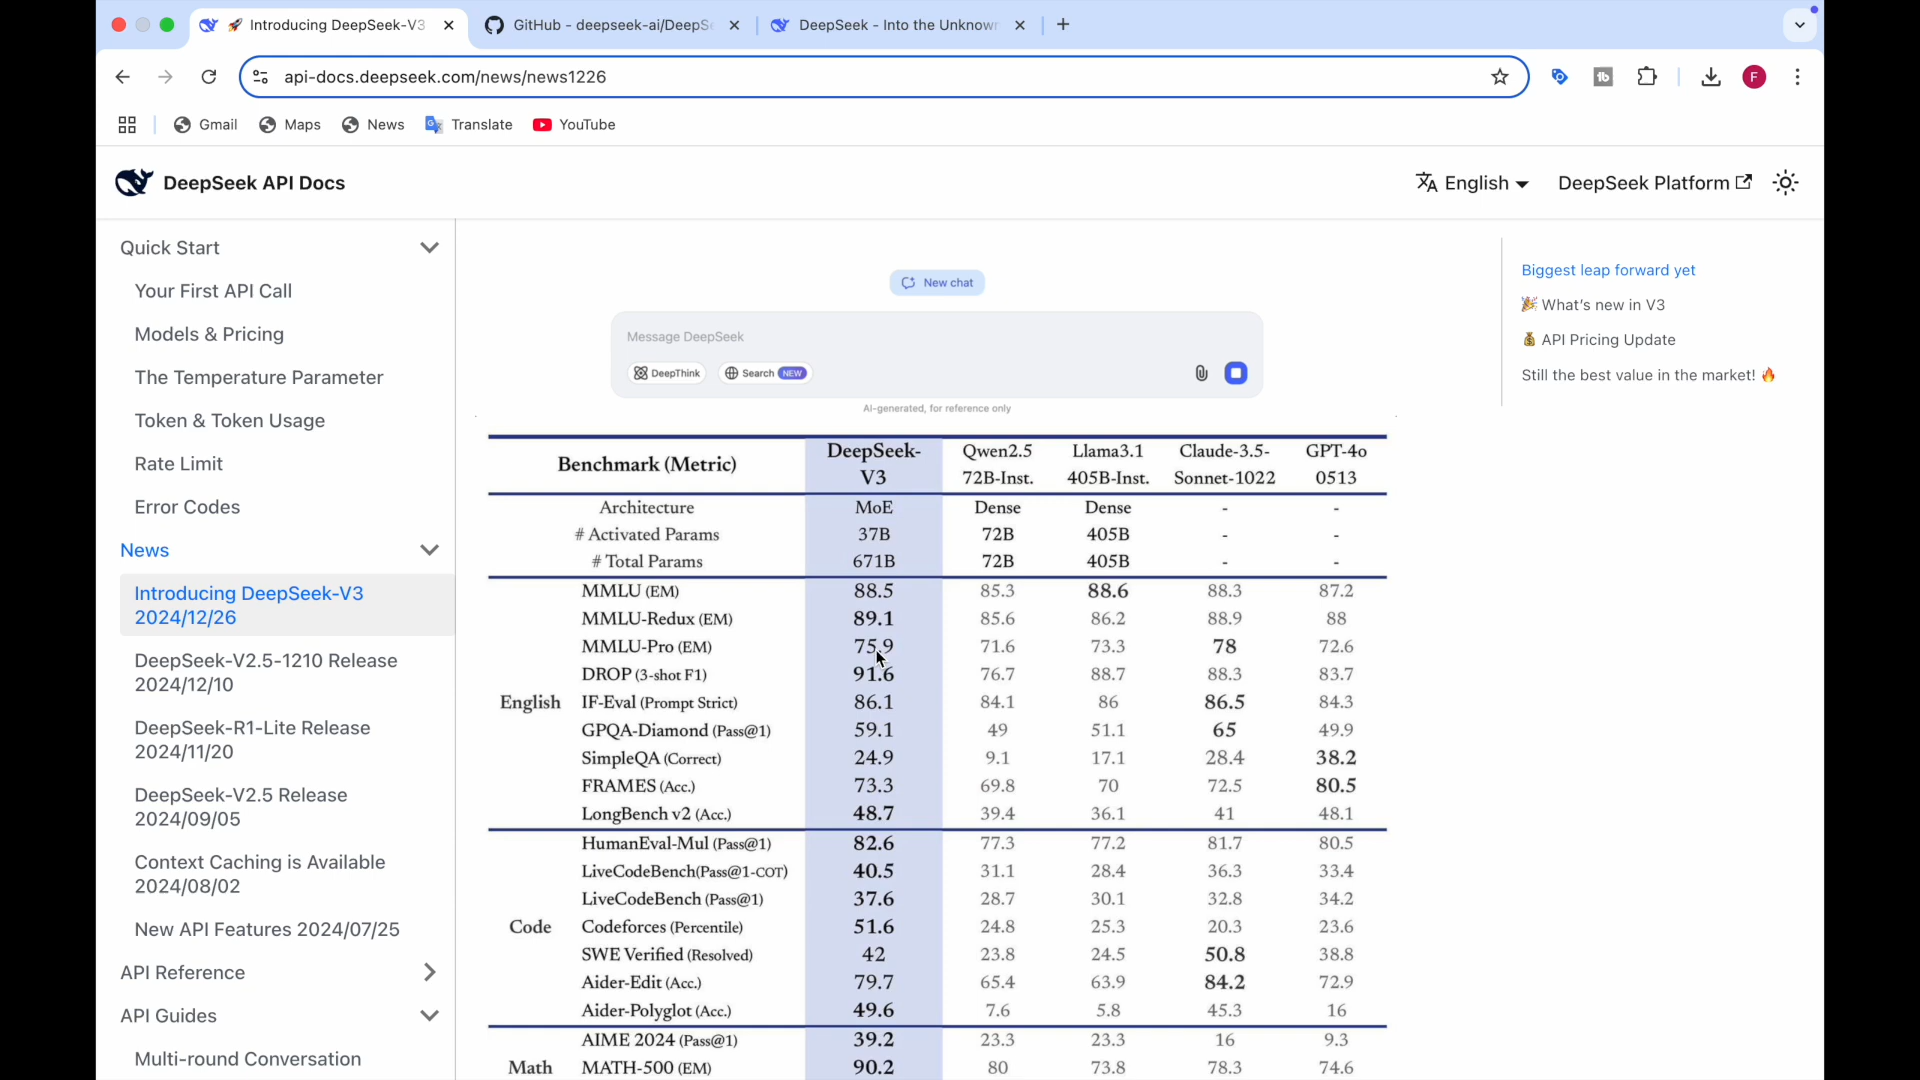 🚀 Introducing DeepSeek-V3
GitHub - deepseek-ai/DeepSe
DeepSeek - Into the Unknown
api-docs.deepseek.com/news/news1226
F
Gmail
Maps
News
Translate
YouTube
DeepSeek API Docs
English
DeepSeek Platform
Quick Start
Your First API Call
Models & Pricing
The Temperature Parameter
Token & Token Usage
Rate Limit
Error Codes
News
Introducing DeepSeek-V3
2024/12/26
DeepSeek-V2.5-1210 Release
2024/12/10
DeepSeek-R1-Lite Release
2024/11/20
DeepSeek-V2.5 Release
2024/09/05
Context Caching is Available
2024/08/02
New API Features 2024/07/25
API Reference
API Guides
Multi-round Conversation
New chat
Message DeepSeek
DeepThink
Search NEW
AI-generated, for reference only
Benchmark (Metric) DeepSeek-V3 Qwen2.5 72B-Inst. Llama3.1 405B-Inst. Claude-3.5-Sonnet-1022 GPT-4o 0513
Architecture MoE Dense Dense - -
# Activated Params 37B 72B 405B - -
# Total Params 671B 72B 405B - -
English
MMLU (EM) 88.5 85.3 88.6 88.3 87.2
MMLU-Redux (EM) 89.1 85.6 86.2 88.9 88
MMLU-Pro (EM) 75.9 71.6 73.3 78 72.6
DROP (3-shot F1) 91.6 76.7 88.7 88.3 83.7
IF-Eval (Prompt Strict) 86.1 84.1 86 86.5 84.3
GPQA-Diamond (Pass@1) 59.1 49 51.1 65 49.9
SimpleQA (Correct) 24.9 9.1 17.1 28.4 38.2
FRAMES (Acc.) 73.3 69.8 70 72.5 80.5
LongBench v2 (Acc.) 48.7 39.4 36.1 41 48.1
Code
HumanEval-Mul (Pass@1) 82.6 77.3 77.2 81.7 80.5
LiveCodeBench(Pass@1-COT) 40.5 31.1 28.4 36.3 33.4
LiveCodeBench (Pass@1) 37.6 28.7 30.1 32.8 34.2
Codeforces (Percentile) 51.6 24.8 25.3 20.3 23.6
SWE Verified (Resolved) 42 23.8 24.5 50.8 38.8
Aider-Edit (Acc.) 79.7 65.4 63.9 84.2 72.9
Aider-Polyglot (Acc.) 49.6 7.6 5.8 45.3 16
Math
AIME 2024 (Pass@1) 39.2 23.3 23.3 16 9.3
MATH-500 (EM) 90.2 80 73.8 78.3 74.6
Biggest leap forward yet
🎉 What's new in V3
💰 API Pricing Update
Still the best value in the market! 🔥